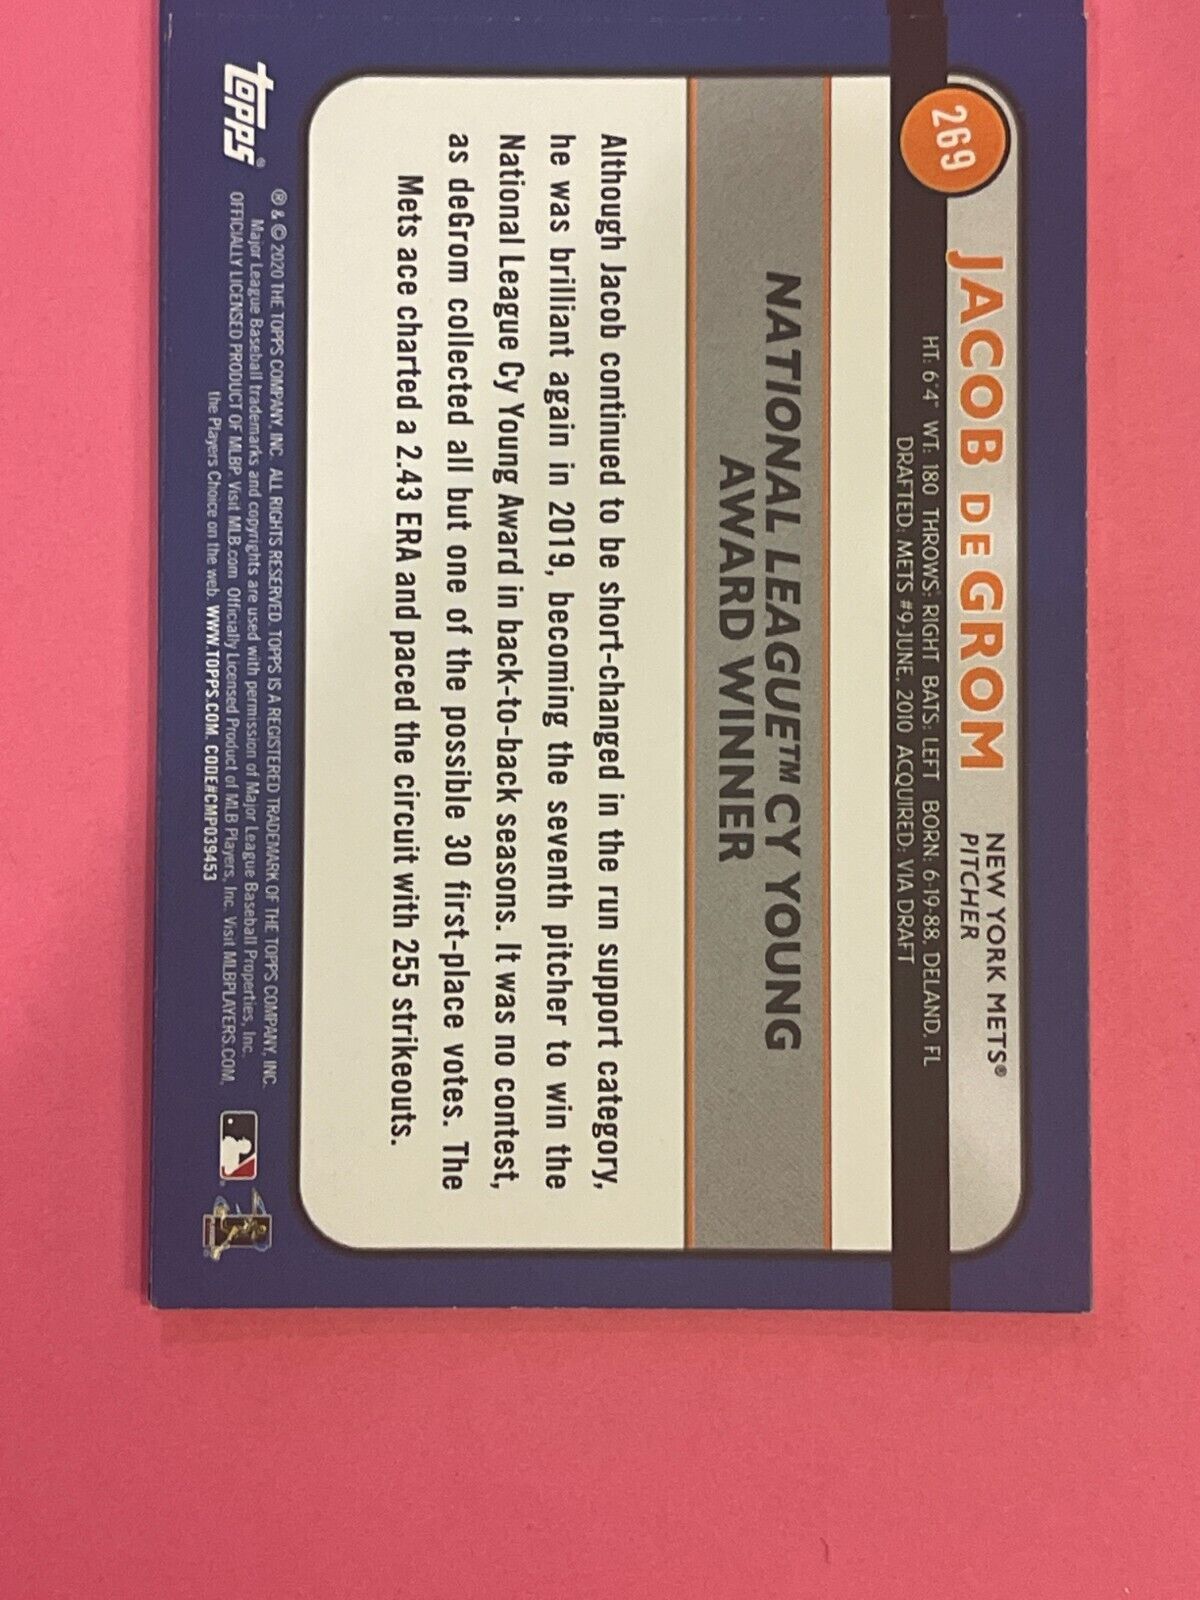 269
JACOB DEGROM
NEW YORK METS®
PITCHER
HT: 6'4" WT: 180 THROWS: RIGHT BATS: LEFT BORN: 6-19-88, DELAND, FL
DRAFTED: METS #9-JUNE, 2010 ACQUIRED: VIA DRAFT
NATIONAL LEAGUE™ CY YOUNG
AWARD WINNER
Although Jacob continued to be short-changed in the run support category,
he was brilliant again in 2019, becoming the seventh pitcher to win the
National League Cy Young Award in back-to-back seasons. It was no contest,
as deGrom collected all but one of the possible 30 first-place votes. The
Mets ace charted a 2.43 ERA and paced the circuit with 255 strikeouts.
topps®
® & © 2020 THE TOPPS COMPANY, INC. ALL RIGHTS RESERVED. TOPPS IS A REGISTERED TRADEMARK OF THE TOPPS COMPANY, INC.
Major League Baseball trademarks and copyrights are used with permission of Major League Baseball Properties, Inc.
OFFICIALLY LICENSED PRODUCT OF MLBP. Visit MLB.com Officially Licensed Product of MLB Players, Inc. Visit MLBPLAYERS.COM,
the Players Choice on the web. WWW.TOPPS.COM. CODE#CMP039453